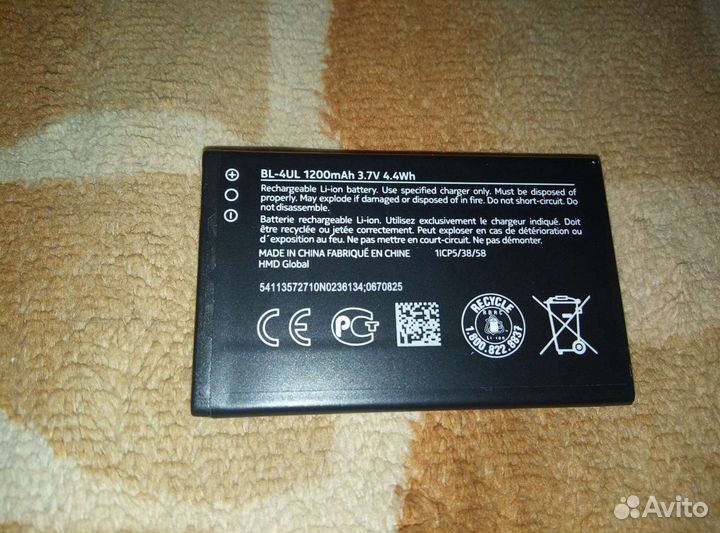 BL-4UL 1200mAh 3.7V 4.4Wh
Rechargeable Li-ion battery. Use specified charger only. Must be disposed of
properly. May explode if damaged or disposed of in fire. Do not short-circuit. Do
not disassemble.
Batterie rechargeable Li-ion. Utilisez exclusivement le chargeur indiqué. Doit
être recyclée ou jetée correctement. Peut exploser en cas de détérioration ou
d'exposition au feu. Ne pas mettre en court-circuit. Ne pas démonter.
MADE IN CHINA FABRIQUÉ EN CHINE 1ICP5/38/58
HMD Global
54113572710N0236134;0670825
CE
PCT
RECYCLE
RBRC
Li-ion
1.800.822.8837
Avito